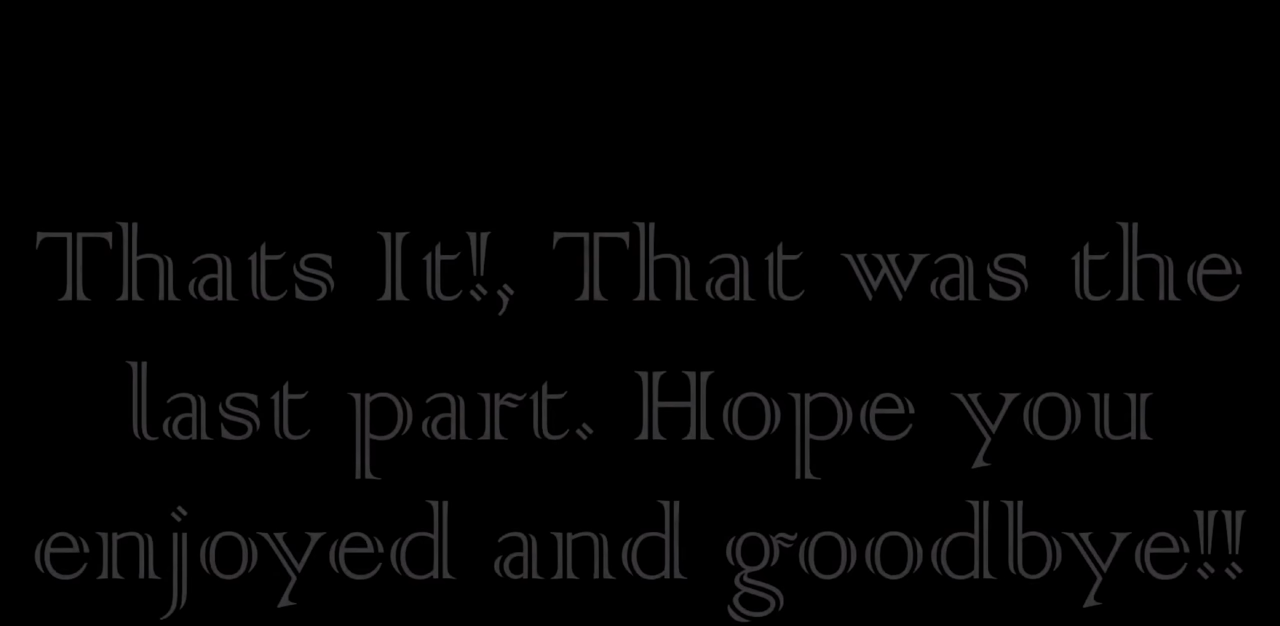 Thats It!, That was the
last part. Hope you
enjoyed and goodbye!!